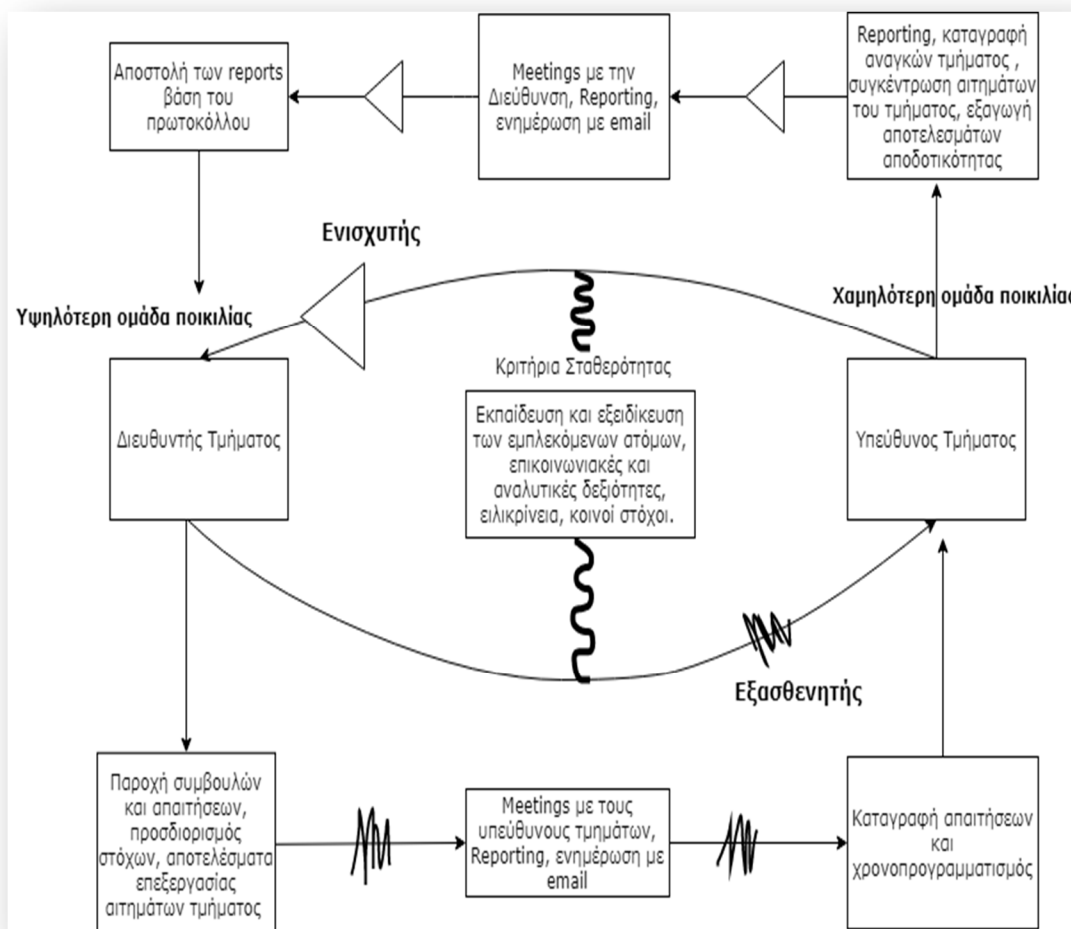 Αποστολή των reports
βάση του
πρωτοκόλλου
Meetings με την
Διεύθυνση, Reporting,
ενημέρωση με email
Reporting, καταγραφή
αναγκών τμήματος ,
συγκέντρωση αιτημάτων
του τμήματος, εξαγωγή
αποτελεσμάτων
αποδοτικότητας
Ενισχυτής
Υψηλότερη ομάδα ποικιλίας
Χαμηλότερη ομάδα ποικιλίας
Κριτήρια Σταθερότητας
Διευθυντής Τμήματος
Εκπαίδευση και εξειδίκευση
των εμπλεκόμενων ατόμων,
επικοινωνιακές και
αναλυτικές δεξιότητες,
ειλικρίνεια, κοινοί στόχοι.
Υπεύθυνος Τμήματος
Εξασθενητής
Παροχή συμβουλών
και απαιτήσεων,
προσδιορισμός
στόχων, αποτελέσματα
επεξεργασίας
αιτημάτων τμήματος
Meetings με τους
υπεύθυνους τμημάτων,
Reporting, ενημέρωση με
email
Καταγραφή απαιτήσεων
και
χρονοπρογραμματισμός